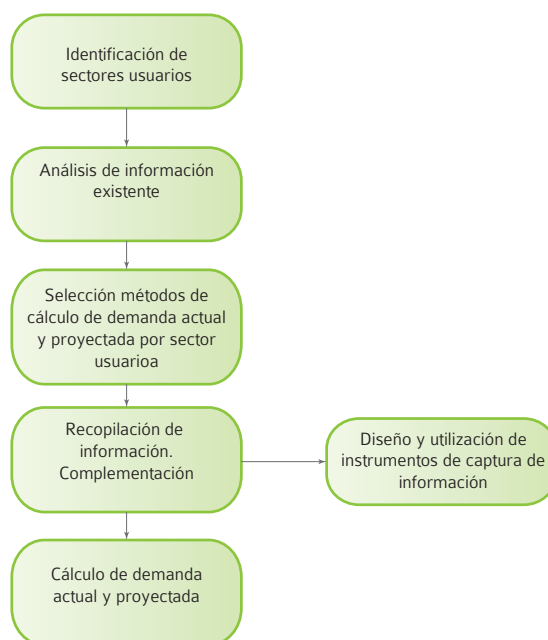 Identificación de
sectores usuarios
Análisis de información
existente
Selección métodos de
cálculo de demanda actual
y proyectada por sector
usuarioa
Recopilación de
información.
Complementación
Diseño y utilización de
instrumentos de captura de
información
Cálculo de demanda
actual y proyectada